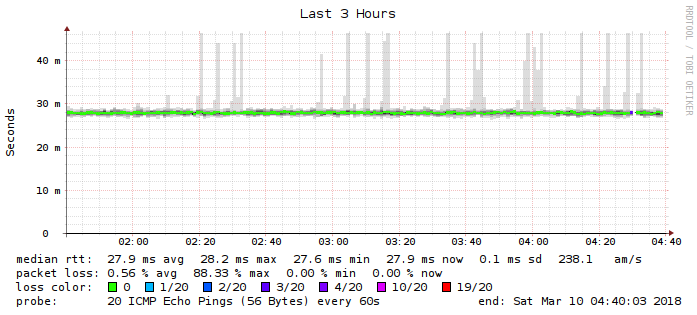 Last 3 Hours
RRDTOOL / TOBI OETIKER
Seconds
40 m
30 m
20 m
10 m
0
02:00 02:20 02:40 03:00 03:20 03:40 04:00 04:20 04:40
median rtt: 27.9 ms avg 28.2 ms max 27.6 ms min 27.9 ms now 0.1 ms sd 238.1 am/s
packet loss: 0.56 % avg 88.33 % max 0.00 % min 0.00 % now
loss color: 0 1/20 2/20 3/20 4/20 10/20 19/20
probe: 20 ICMP Echo Pings (56 Bytes) every 60s end: Sat Mar 10 04:40:03 2018